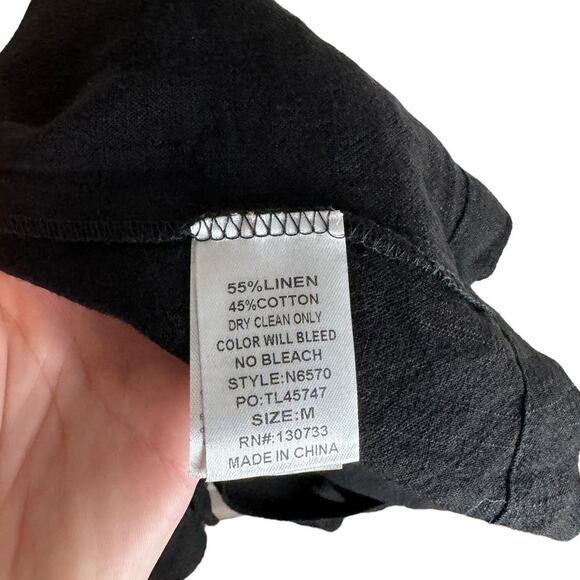 55%LINEN
45%COTTON
DRY CLEAN ONLY
COLOR WILL BLEED
NO BLEACH
STYLE:N6570
PO:TL45747
SIZE:M
RN#:130733
MADE IN CHINA